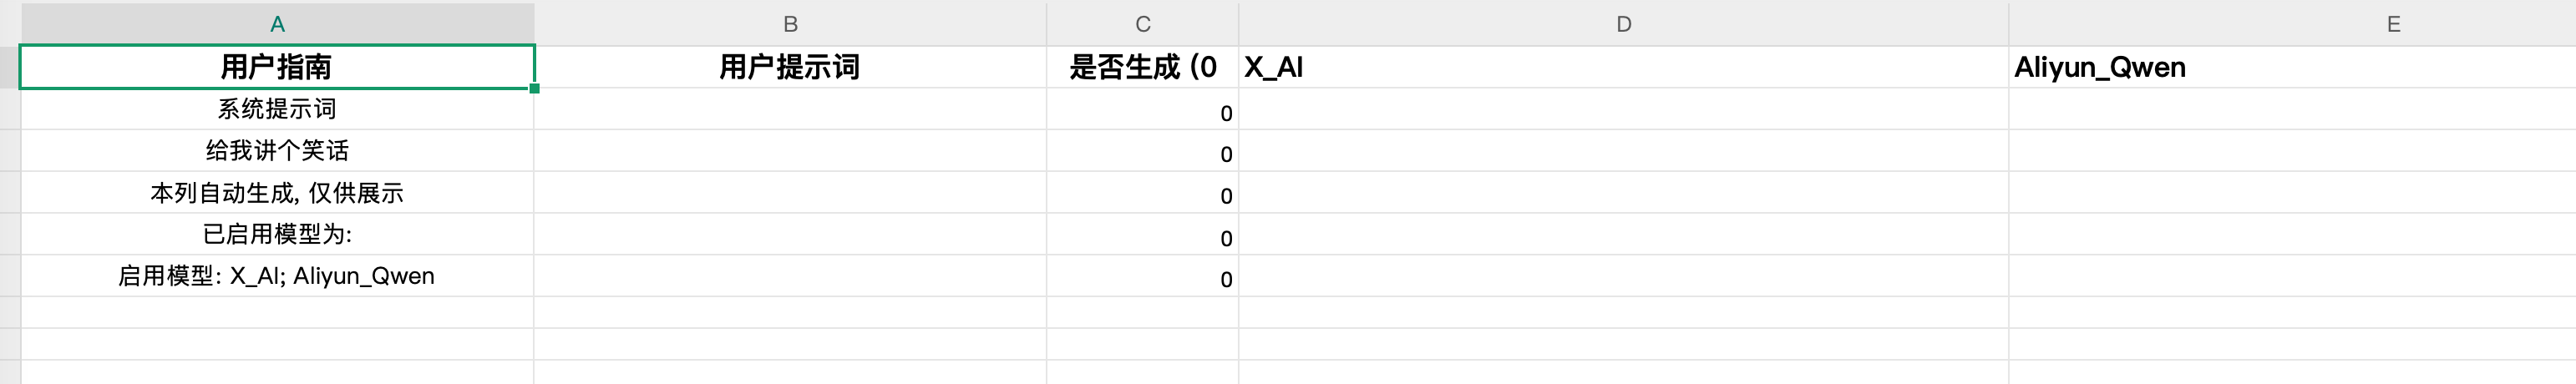 A B C D E
用户指南 用户提示词 是否生成 (0 X_AI Aliyun_Qwen
系统提示词 0
给我讲个笑话 0
本列自动生成, 仅供展示 0
已启用模型为: 0
启用模型: X_AI; Aliyun_Qwen 0